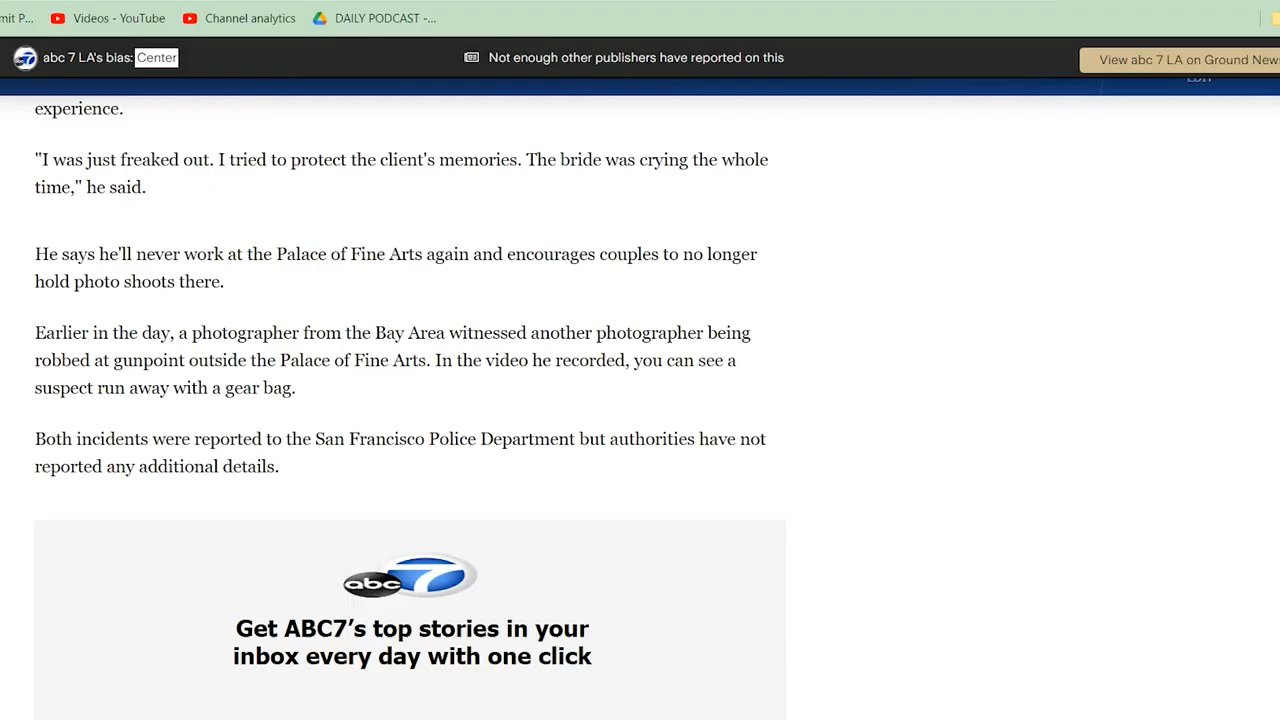 mit P...
Videos - YouTube
Channel analytics
DAILY PODCAST -...
7
abc 7 LA's bias: Center
Not enough other publishers have reported on this
View abc 7 LA on Ground News
EDIT
experience.
"I was just freaked out. I tried to protect the client's memories. The bride was crying the whole
time," he said.
He says he'll never work at the Palace of Fine Arts again and encourages couples to no longer
hold photo shoots there.
Earlier in the day, a photographer from the Bay Area witnessed another photographer being
robbed at gunpoint outside the Palace of Fine Arts. In the video he recorded, you can see a
suspect run away with a gear bag.
Both incidents were reported to the San Francisco Police Department but authorities have not
reported any additional details.
abc 7
Get ABC7’s top stories in your
inbox every day with one click